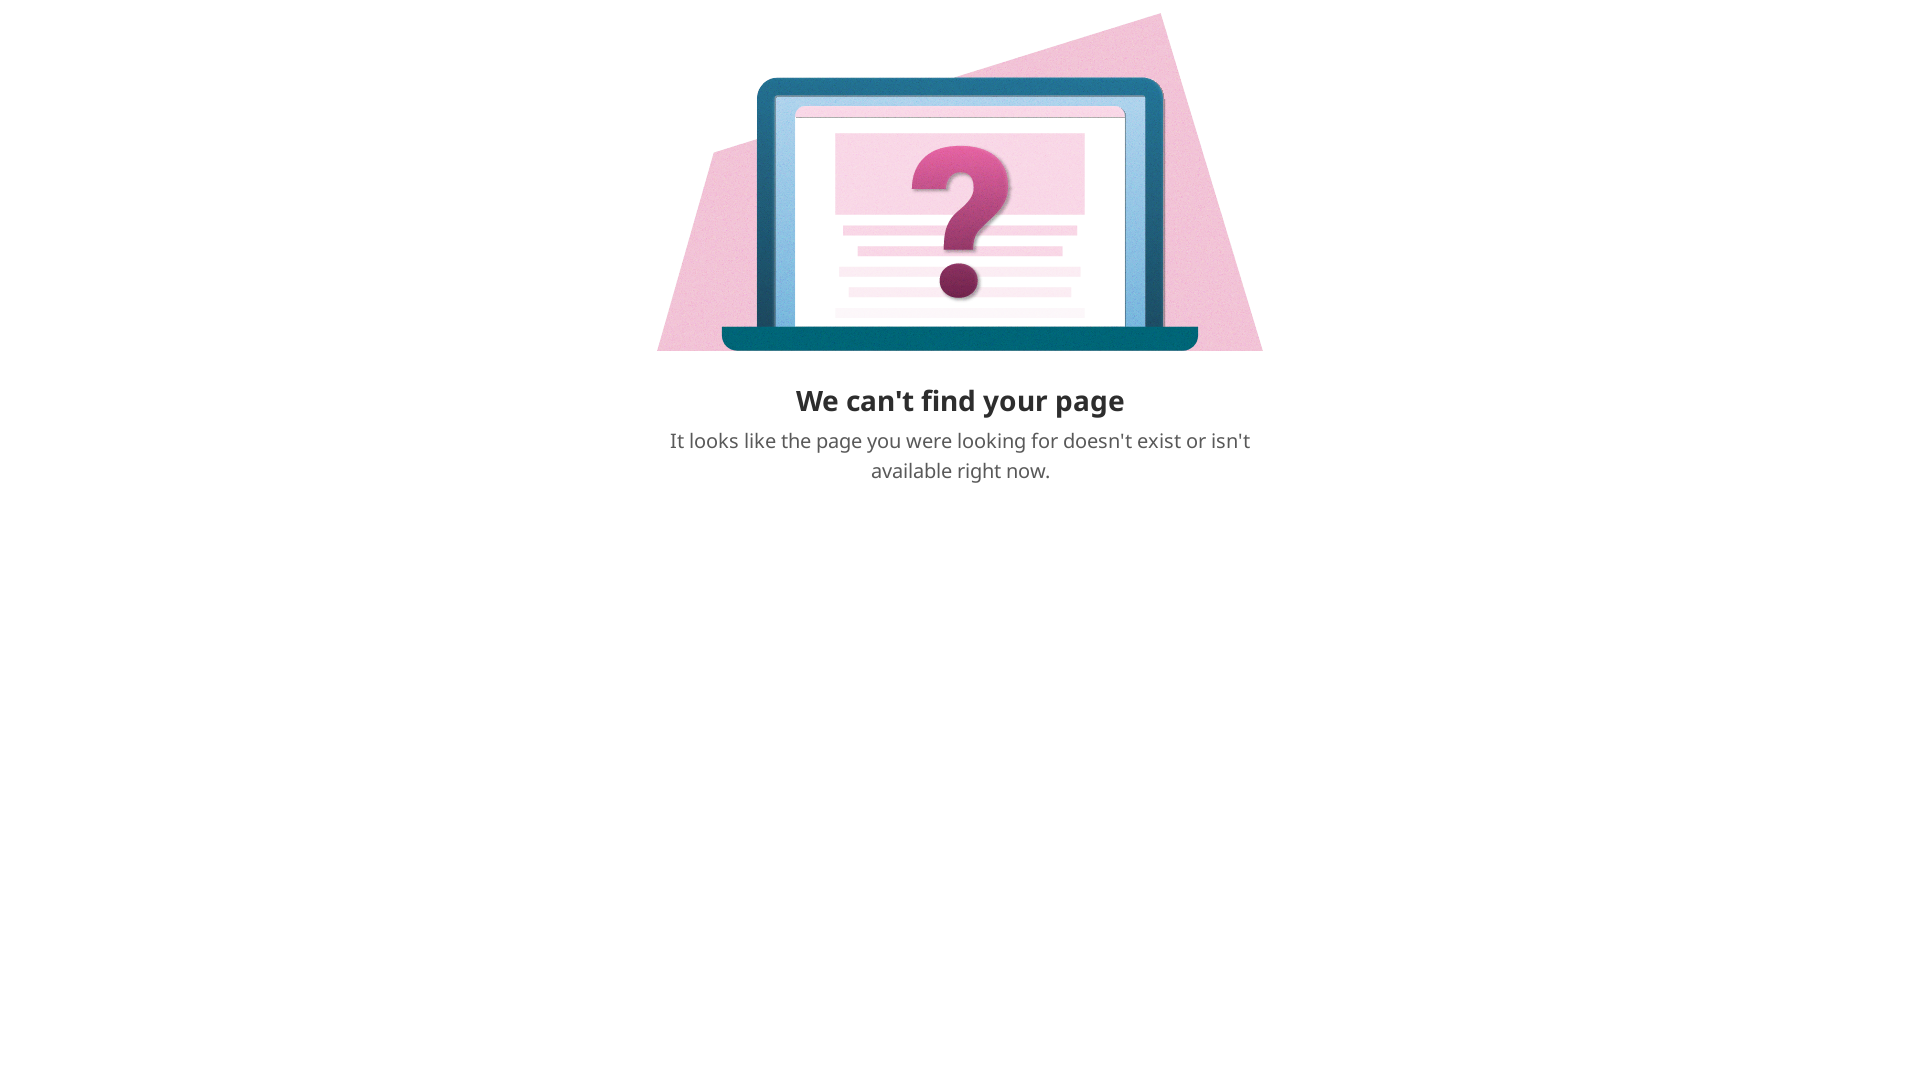 ?
We can't find your page
It looks like the page you were looking for doesn't exist or isn't
available right now.